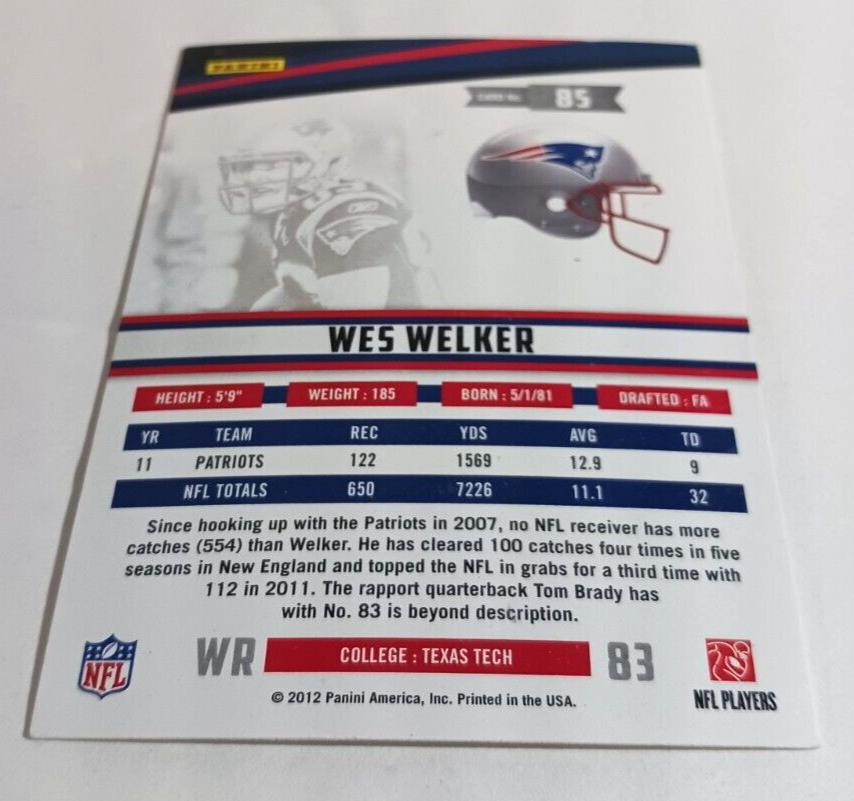 PANINI
CARD No. 85
WES WELKER
HEIGHT : 5'9" WEIGHT : 185 BORN : 5/1/81 DRAFTED : FA
YR TEAM REC YDS AVG TD
11 PATRIOTS 122 1569 12.9 9
NFL TOTALS 650 7226 11.1 32
Since hooking up with the Patriots in 2007, no NFL receiver has more
catches (554) than Welker. He has cleared 100 catches four times in five
seasons in New England and topped the NFL in grabs for a third time with
112 in 2011. The rapport quarterback Tom Brady has
with No. 83 is beyond description.
NFL WR COLLEGE : TEXAS TECH 83
© 2012 Panini America, Inc. Printed in the USA. NFL PLAYERS